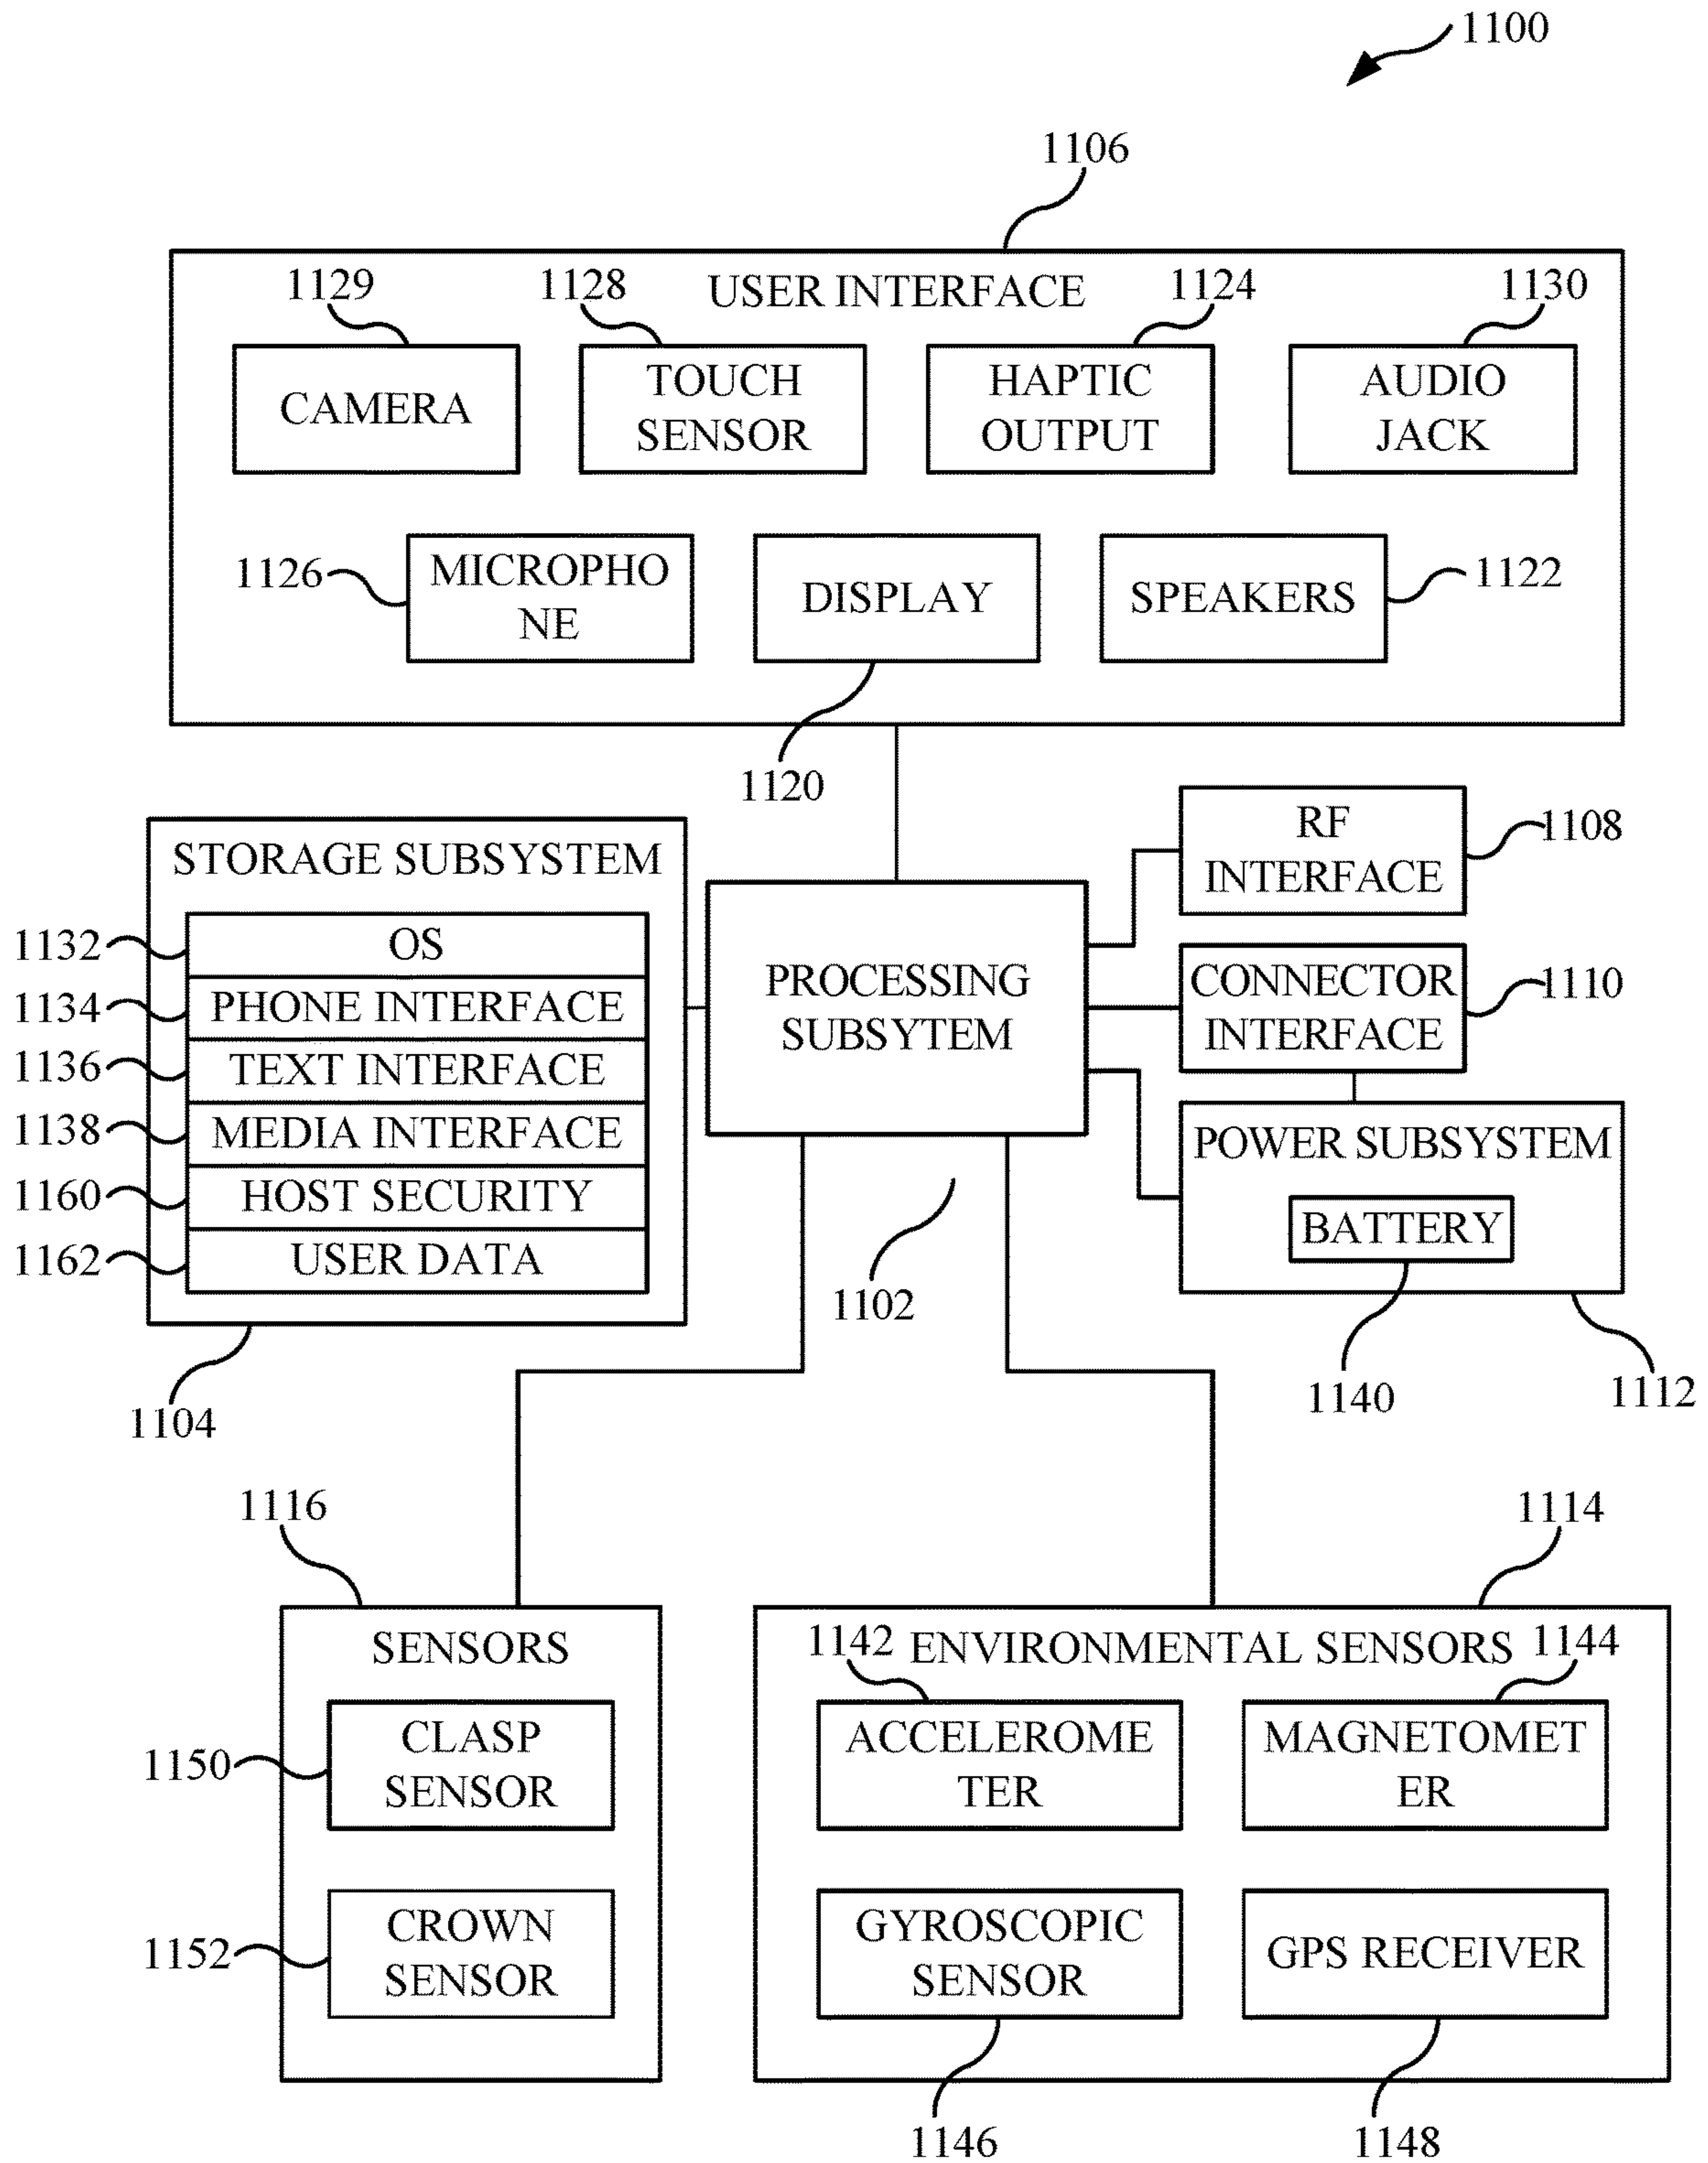 1100
1106
USER INTERFACE
1129
1128
1124
1130
CAMERA
TOUCH
SENSOR
HAPTIC
OUTPUT
AUDIO
JACK
1126
MICROPHO
NE
DISPLAY
SPEAKERS
1122
1120
STORAGE SUBSYSTEM
1132
OS
1134
PHONE INTERFACE
1136
TEXT INTERFACE
1138
MEDIA INTERFACE
1160
HOST SECURITY
1162
USER DATA
1104
PROCESSING
SUBSYTEM
1102
RF
INTERFACE
1108
CONNECTOR
INTERFACE
1110
POWER SUBSYSTEM
BATTERY
1140
1112
1116
SENSORS
1150
CLASP
SENSOR
1152
CROWN
SENSOR
1114
1142
ENVIRONMENTAL SENSORS
1144
ACCELEROME
TER
MAGNETOMET
ER
GYROSCOPIC
SENSOR
GPS RECEIVER
1146
1148